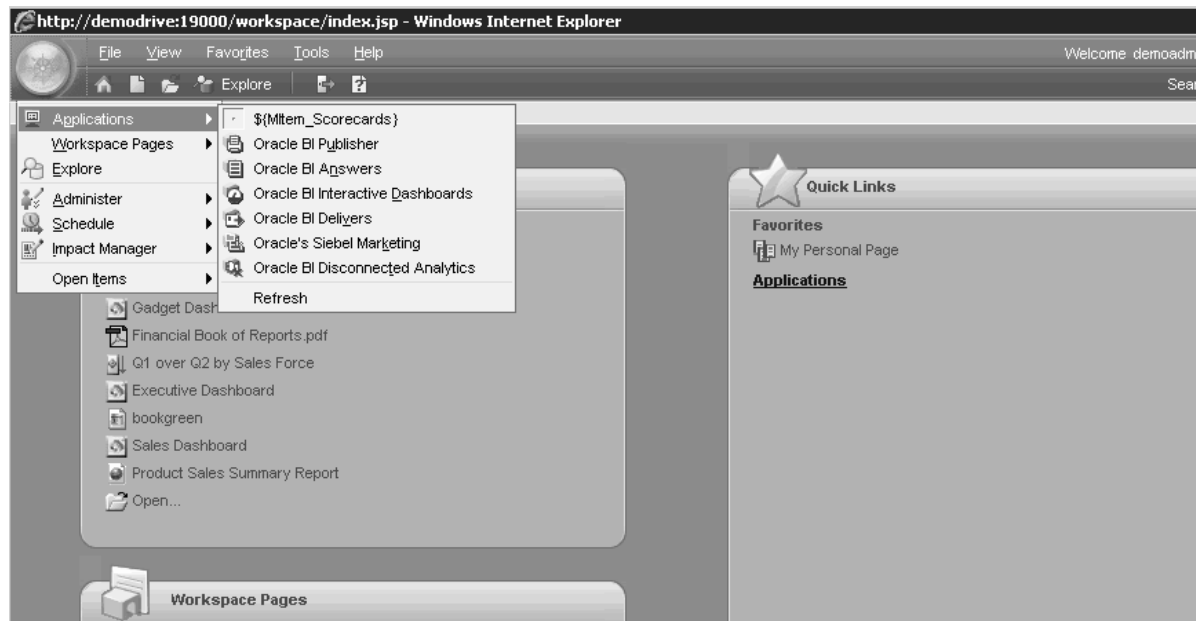 http://demodrive:19000/workspace/index.jsp - Windows Internet Explorer
File View Favorites Tools Help
Welcome demoadm
Explore
Sear
Applications
Workspace Pages
Explore
Administer
Schedule
Impact Manager
Open Items
${MItem_Scorecards}
Oracle BI Publisher
Oracle BI Answers
Oracle BI Interactive Dashboards
Oracle BI Delivers
Oracle's Siebel Marketing
Oracle BI Disconnected Analytics
Refresh
Gadget Dash
Financial Book of Reports.pdf
Q1 over Q2 by Sales Force
Executive Dashboard
bookgreen
Sales Dashboard
Product Sales Summary Report
Open...
Workspace Pages
Quick Links
Favorites
My Personal Page
Applications